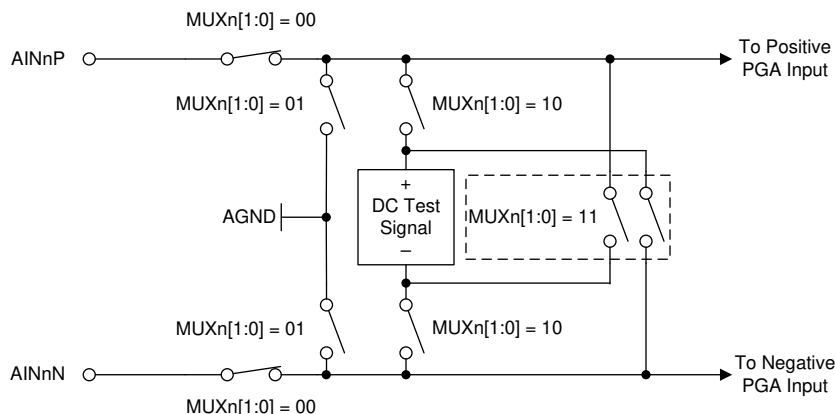 MUXn[1:0] = 00
AINnP
To Positive
PGA Input
MUXn[1:0] = 01
MUXn[1:0] = 10
+
DC Test
Signal
–
AGND
MUXn[1:0] = 11
MUXn[1:0] = 01
MUXn[1:0] = 10
AINnN
To Negative
PGA Input
MUXn[1:0] = 00